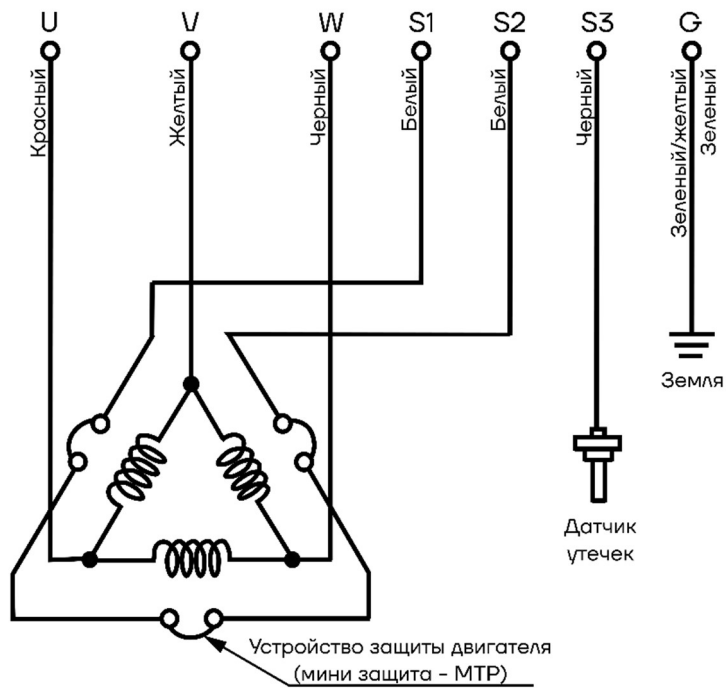 U V W S1 S2 S3 G
Красный
Желтый
Черный
Белый
Белый
Черный
Зеленый/желтый
Зеленый
Земля
Датчик
утечек
Устройство защиты двигателя
(мини защита - МТР)